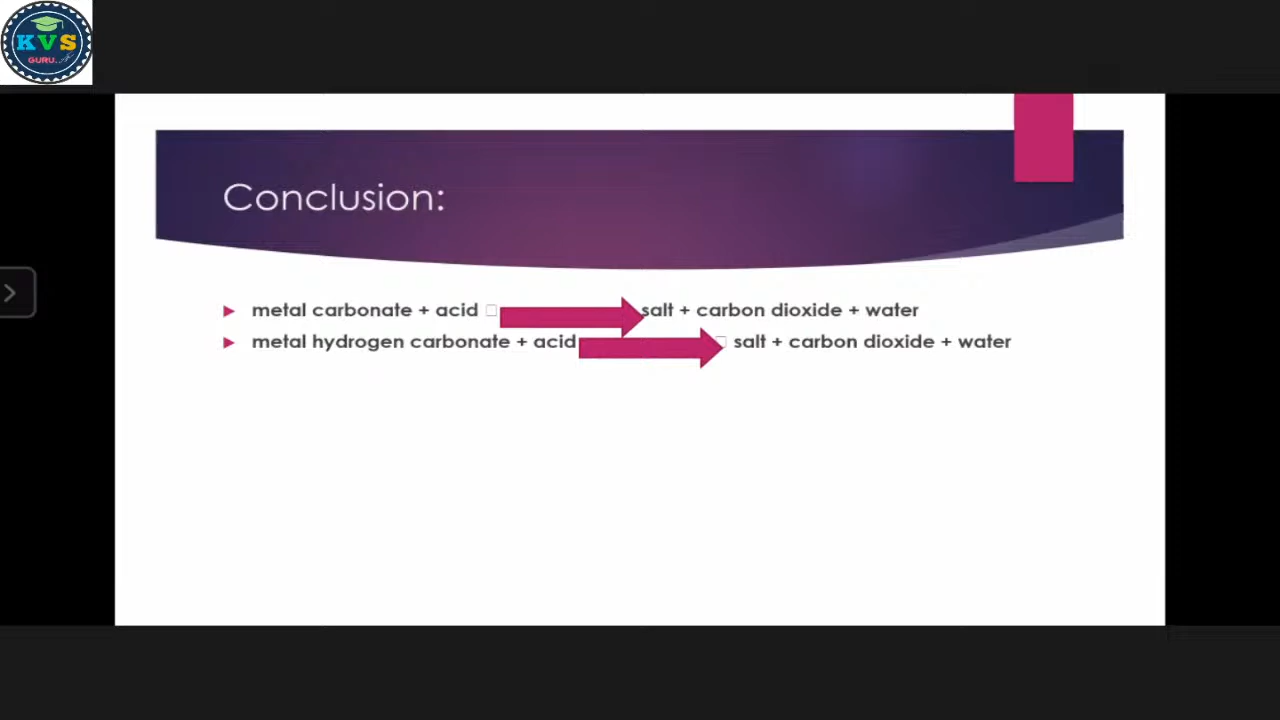 KVS
GURU..
Conclusion:
metal carbonate + acid salt + carbon dioxide + water
metal hydrogen carbonate + acid salt + carbon dioxide + water